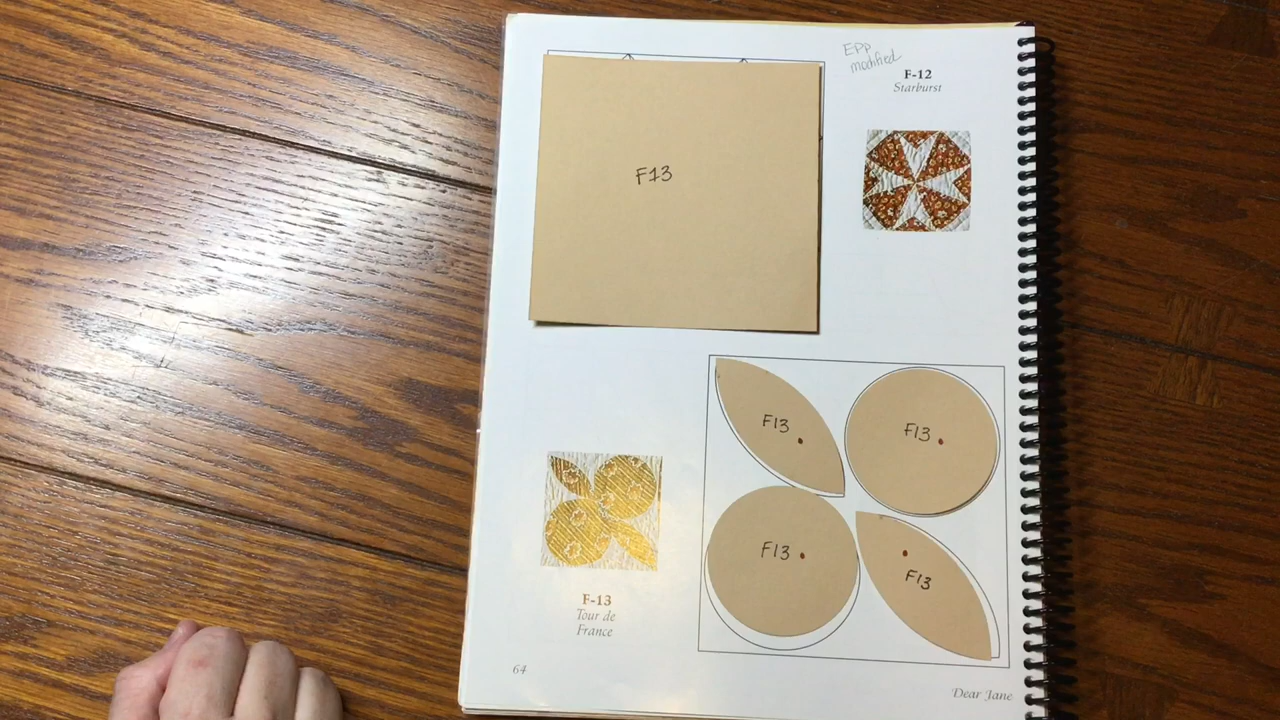 EPP
modified
F-12
Starburst
F13
F13
F13
F13
F13
F-13
Tour de
France
64
Dear Jane